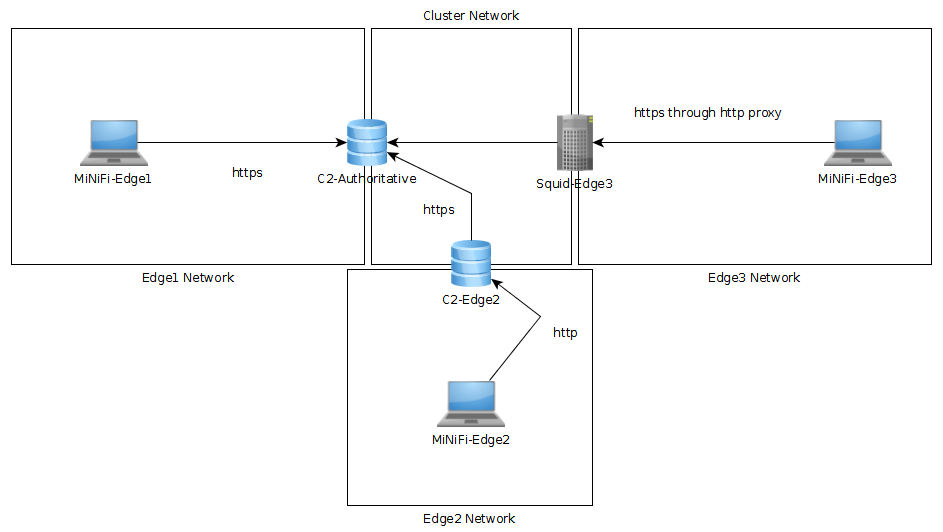 Cluster Network
https through http proxy
MiNiFi-Edge1
https
C2-Authoritative
Squid-Edge3
MiNiFi-Edge3
https
Edge1 Network
Edge3 Network
C2-Edge2
http
MiNiFi-Edge2
Edge2 Network